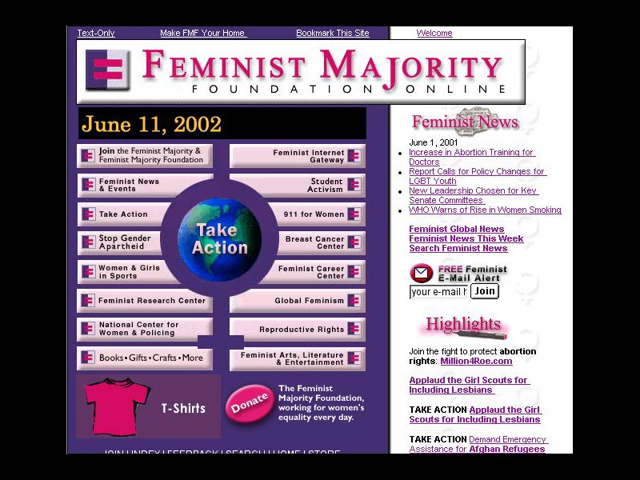 Text-Only
Make FMF Your Home
Bookmark This Site
Welcome
FEMINIST MAJORITY
FOUNDATION ONLINE
June 11, 2002
Join the Feminist Majority &
Feminist Majority Foundation
Feminist News
& Events
Take Action
Stop Gender
Apartheid
Women & Girls
in Sports
Feminist Research Center
National Center for
Women & Policing
Books•Gifts•Crafts•More
Take
Action
Feminist Internet
Gateway
Student
Activism
911 for Women
Breast Cancer
Center
Feminist Career
Center
Global Feminism
Reproductive Rights
Feminist Arts, Literature
& Entertainment
T-Shirts
Donate
The Feminist
Majority Foundation,
working for women's
equality every day.
JOIN | INDEX | FEEDBACK | SEARCH | HOME | STORE
Feminist News
June 1, 2001
Increase in Abortion Training for
Doctors
Report Calls for Policy Changes for
LGBT Youth
New Leadership Chosen for Key
Senate Committees
WHO Warns of Rise in Women Smoking
Feminist Global News
Feminist News This Week
Search Feminist News
FREE Feminist
E-Mail Alert
your e-mail h
Join
Highlights
Join the fight to protect abortion
rights: Million4Roe.com
Applaud the Girl Scouts for
Including Lesbians
TAKE ACTION Applaud the Girl
Scouts for Including Lesbians
TAKE ACTION Demand Emergency
Assistance for Afghan Refugees